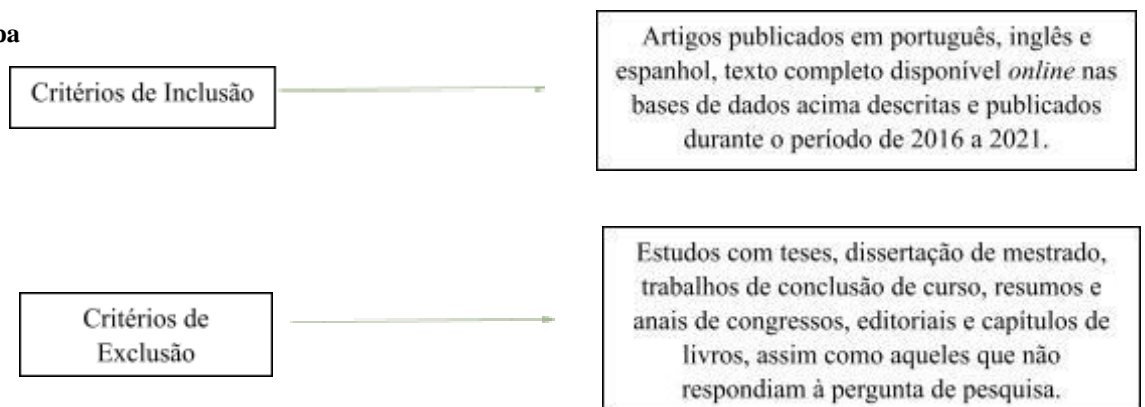 pa
Critérios de Inclusão
Artigos publicados em português, inglês e
espanhol, texto completo disponível online nas
bases de dados acima descritas e publicados
durante o período de 2016 a 2021.
Critérios de
Exclusão
Estudos com teses, dissertação de mestrado,
trabalhos de conclusão de curso, resumos e
anais de congressos, editoriais e capítulos de
livros, assim como aqueles que não
respondiam à pergunta de pesquisa.